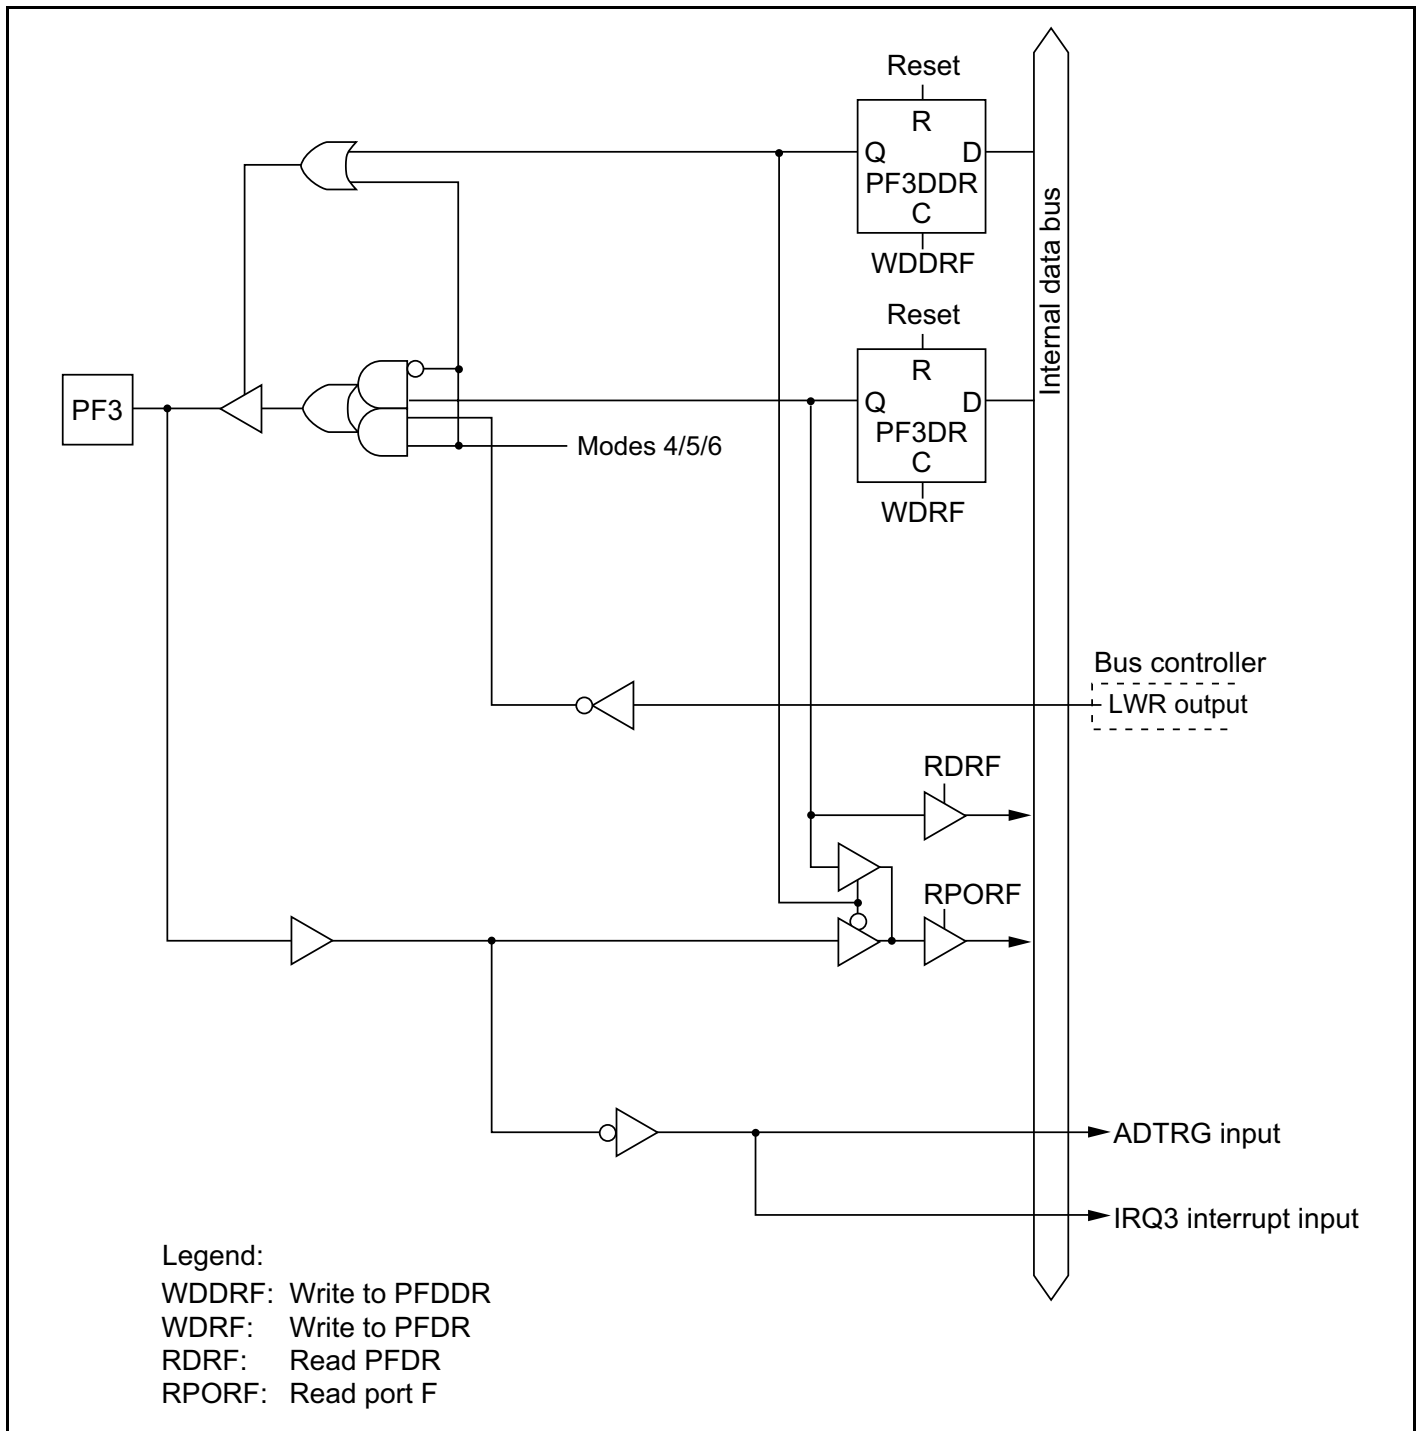 Reset
R
Q D
PF3DDR
C
WDDRF
Internal data bus
Reset
R
Q D
PF3DR
C
WDRF
PF3
Modes 4/5/6
Bus controller
LWR output
RDRF
RPORF
ADTRG input
IRQ3 interrupt input
Legend:
WDDRF: Write to PFDDR
WDRF: Write to PFDR
RDRF: Read PFDR
RPORF: Read port F